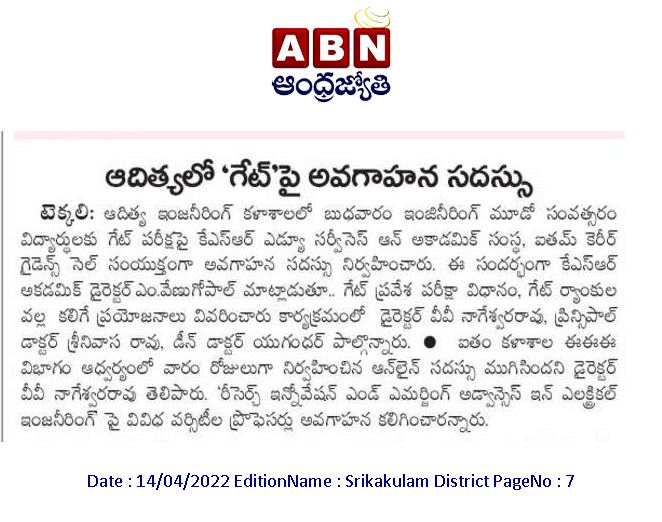 ABN
ఆంధ్రజ్యోతి
ఆదిత్యలో ‘గేట్’పై అవగాహన సదస్సు
టెక్కలి: ఆదిత్య ఇంజనీరింగ్ కళాశాలలో బుధవారం ఇంజినీరింగ్ మూడో సంవత్సరం
విద్యార్థులకు గేట్ పరీక్షపై కేఎస్ఆర్ ఎడ్యూ సర్వీసెస్ ఆన్ అకాడమిక్ సంస్థ, ఐతమ్ కెరీర్
గైడెన్స్ సెల్ సంయుక్తంగా అవగాహన సదస్సు నిర్వహించారు. ఈ సందర్భంగా కేఎస్ఆర్
అకడమిక్ డైరెక్టర్ ఎం.వేణుగోపాల్ మాట్లాడుతూ.. గేట్ ప్రవేశ పరీక్షా విధానం, గేట్ ర్యాంకుల
వల్ల కలిగే ప్రయోజనాలు వివరించారు కార్యక్రమంలో డైరెక్టర్ వీవీ నాగేశ్వరరావు, ప్రిన్సిపాల్
డాక్టర్ శ్రీనివాస రావు, డీన్ డాక్టర్ యుగంధర్ పాల్గొన్నారు. ● ఐతం కళాశాల ఈఈఈ
విభాగం ఆధ్వర్యంలో వారం రోజులుగా నిర్వహించిన ఆన్‌లైన్ సదస్సు ముగిసిందని డైరెక్టర్
వీవీ నాగేశ్వరరావు తెలిపారు. ‘రీసెర్చ్ ఇన్నోవేషన్ ఎండ్ ఎమర్జింగ్ అడ్వాన్సెస్ ఇన్ ఎలక్ట్రికల్
ఇంజనీరింగ్’ పై వివిధ వర్సిటీల ప్రొఫెసర్లు అవగాహన కలిగించారన్నారు.
Date : 14/04/2022 EditionName : Srikakulam District PageNo : 7